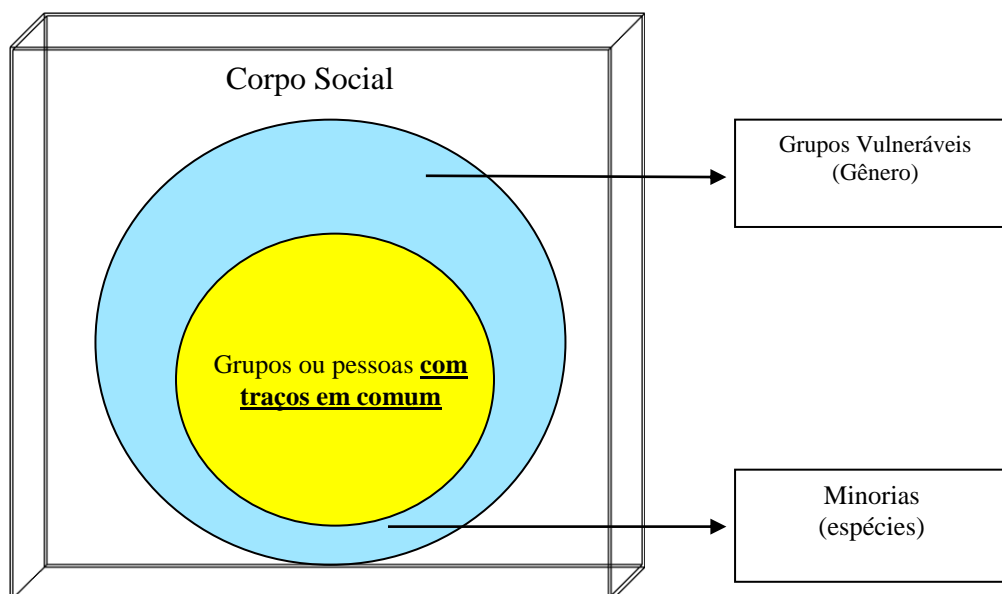 Corpo Social
Grupos Vulneráveis
(Gênero)
Grupos ou pessoas com
traços em comum
Minorias
(espécies)